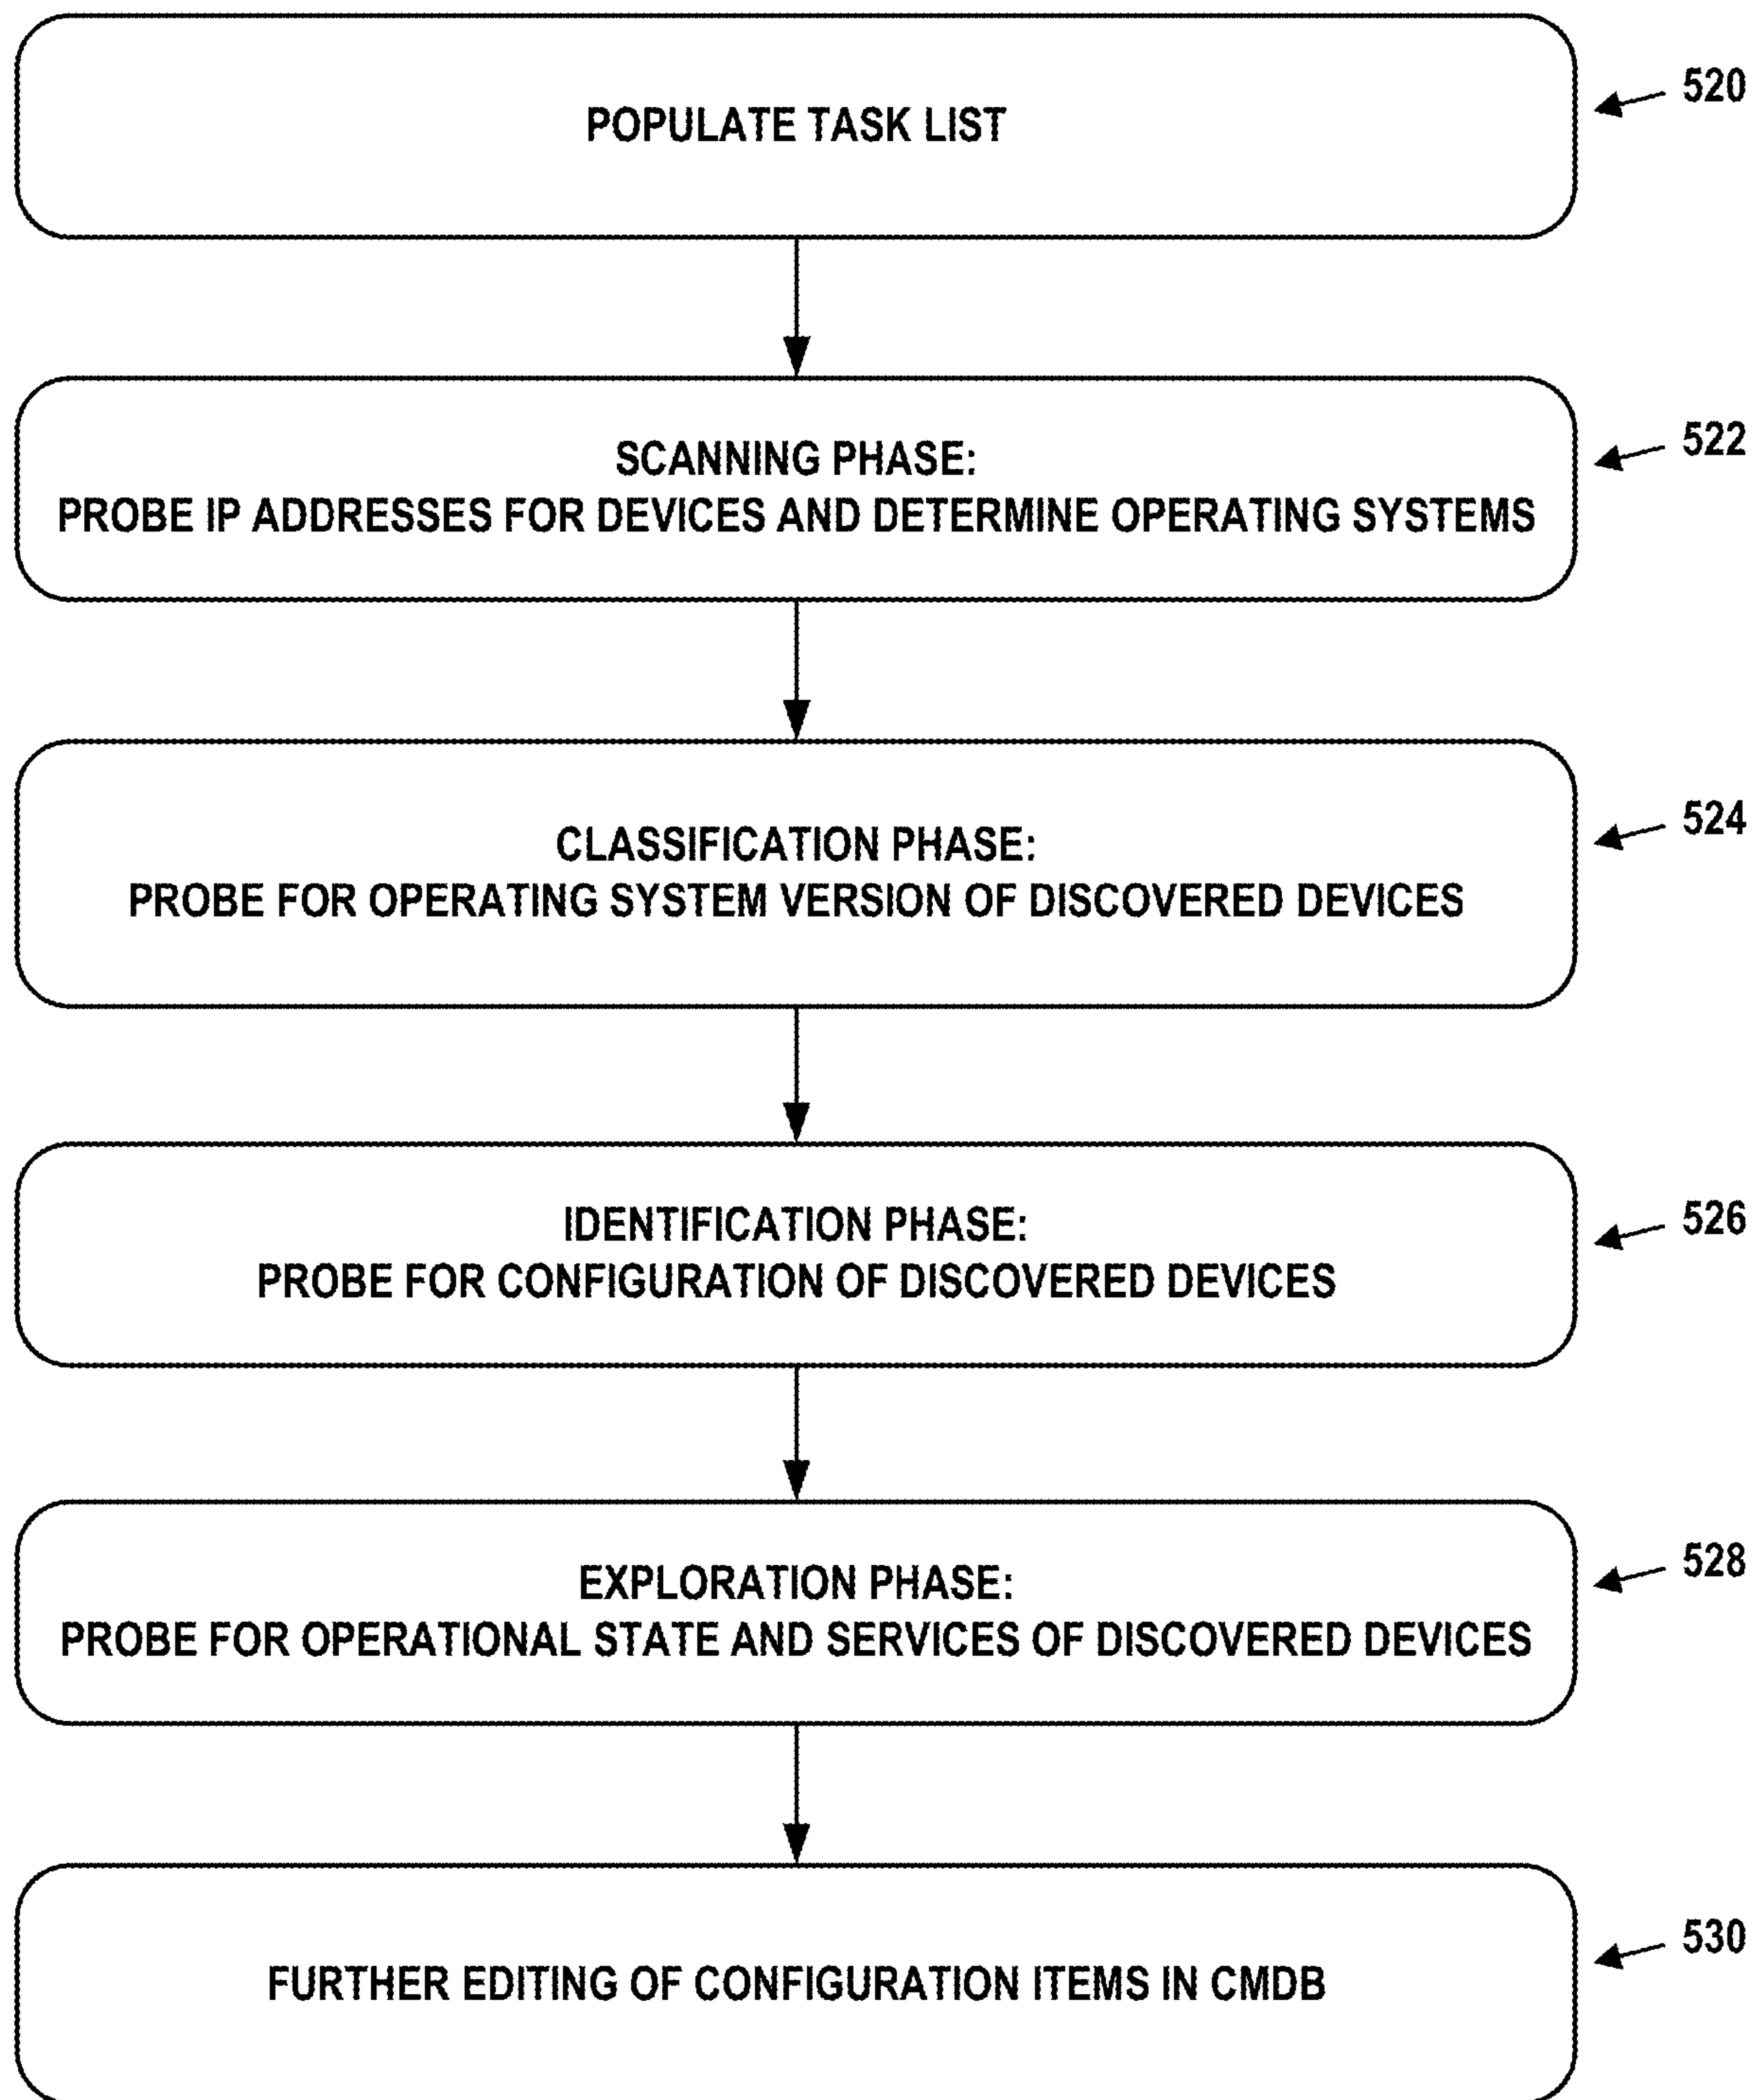 POPULATE TASK LIST
520
SCANNING PHASE:
PROBE IP ADDRESSES FOR DEVICES AND DETERMINE OPERATING SYSTEMS
522
CLASSIFICATION PHASE:
PROBE FOR OPERATING SYSTEM VERSION OF DISCOVERED DEVICES
524
IDENTIFICATION PHASE:
PROBE FOR CONFIGURATION OF DISCOVERED DEVICES
526
EXPLORATION PHASE:
PROBE FOR OPERATIONAL STATE AND SERVICES OF DISCOVERED DEVICES
528
FURTHER EDITING OF CONFIGURATION ITEMS IN CMDB
530